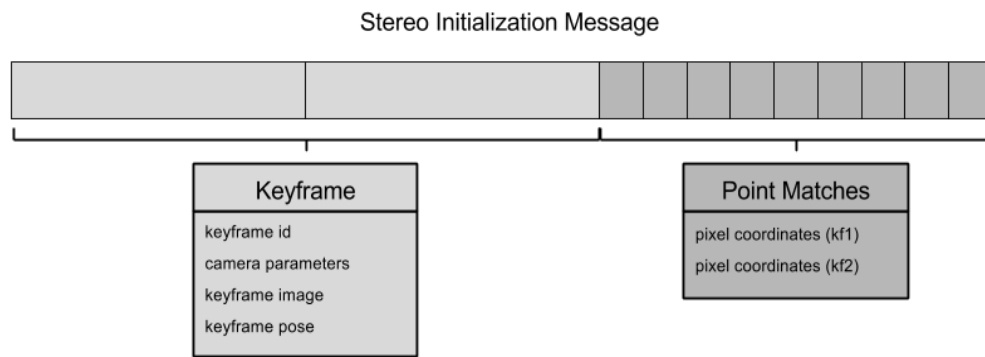 Stereo Initialization Message
Keyframe
keyframe id
camera parameters
keyframe image
keyframe pose
Point Matches
pixel coordinates (kf1)
pixel coordinates (kf2)